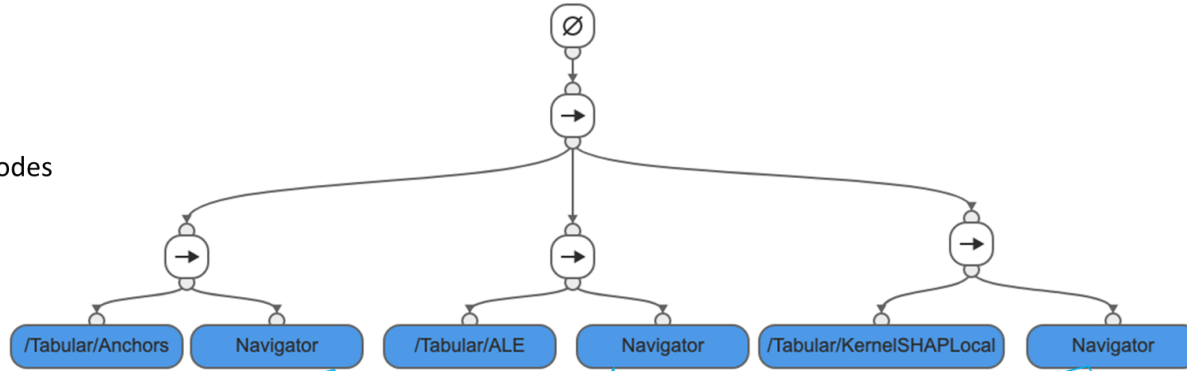 odes
/Tabular/Anchors
Navigator
/Tabular/ALE
Navigator
/Tabular/KernelSHAPLocal
Navigator